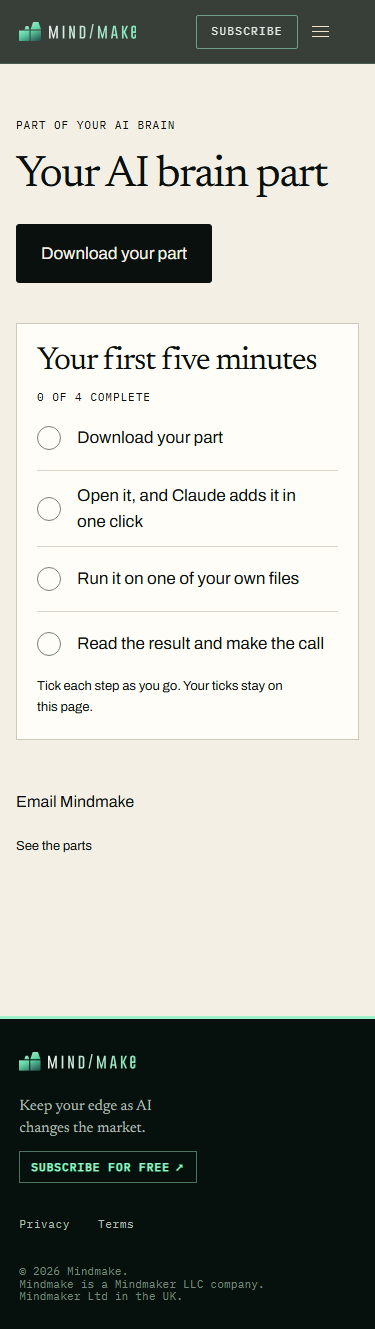 MIND/MAKE
SUBSCRIBE
PART OF YOUR AI BRAIN
Your AI brain part
Download your part
Your first five minutes
0 OF 4 COMPLETE
Download your part
Open it, and Claude adds it in
one click
Run it on one of your own files
Read the result and make the call
Tick each step as you go. Your ticks stay on
this page.
Email Mindmake
See the parts
MIND/MAKE
Keep your edge as AI
changes the market.
SUBSCRIBE FOR FREE ↗
Privacy Terms
© 2026 Mindmake.
Mindmake is a Mindmaker LLC company.
Mindmaker Ltd in the UK.